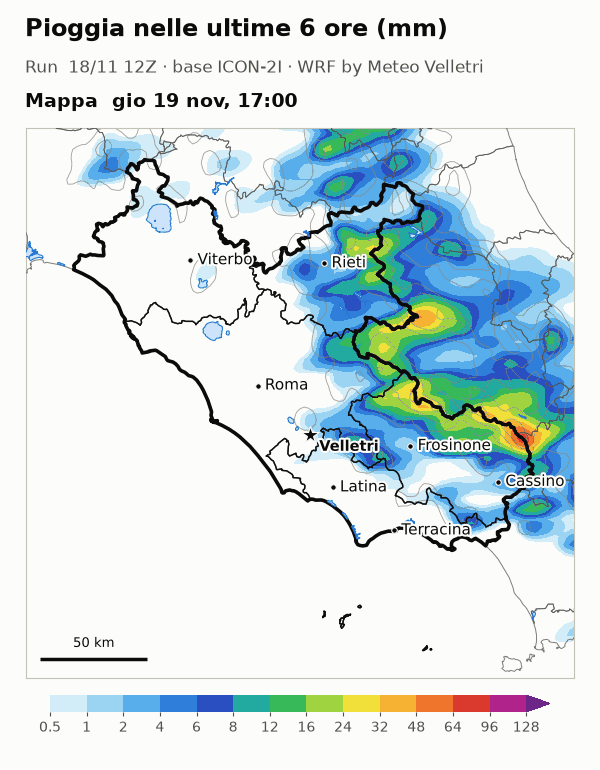 Pioggia nelle ultime 6 ore (mm)
Run  18/11 12Z · base ICON-2I · WRF by Meteo Velletri
Mappa  gio 19 nov, 17:00
Viterbo
Rieti
Roma
Velletri
Frosinone
Latina
Cassino
Terracina
50 km
0.5 1 2 4 6 8 12 16 24 32 48 64 96 128